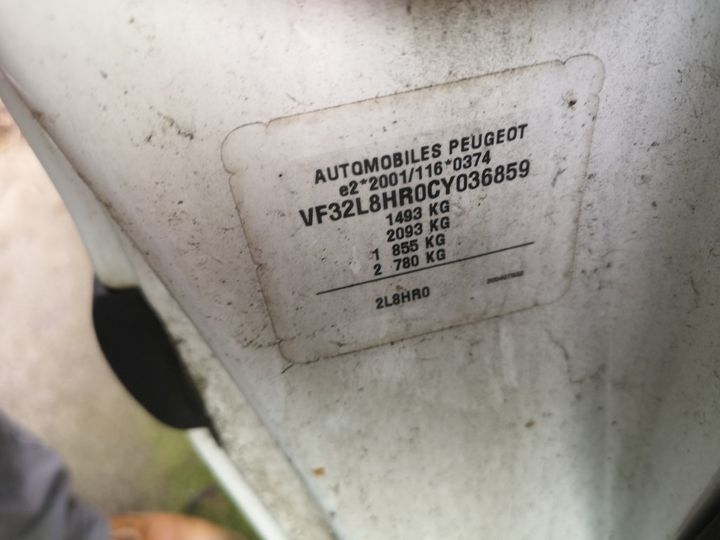 AUTOMOBILES PEUGEOT
e2*2001/116*0374
VF32L8HR0CY036859
1493 KG
2093 KG
1 855 KG
2 780 KG
2L8HR0